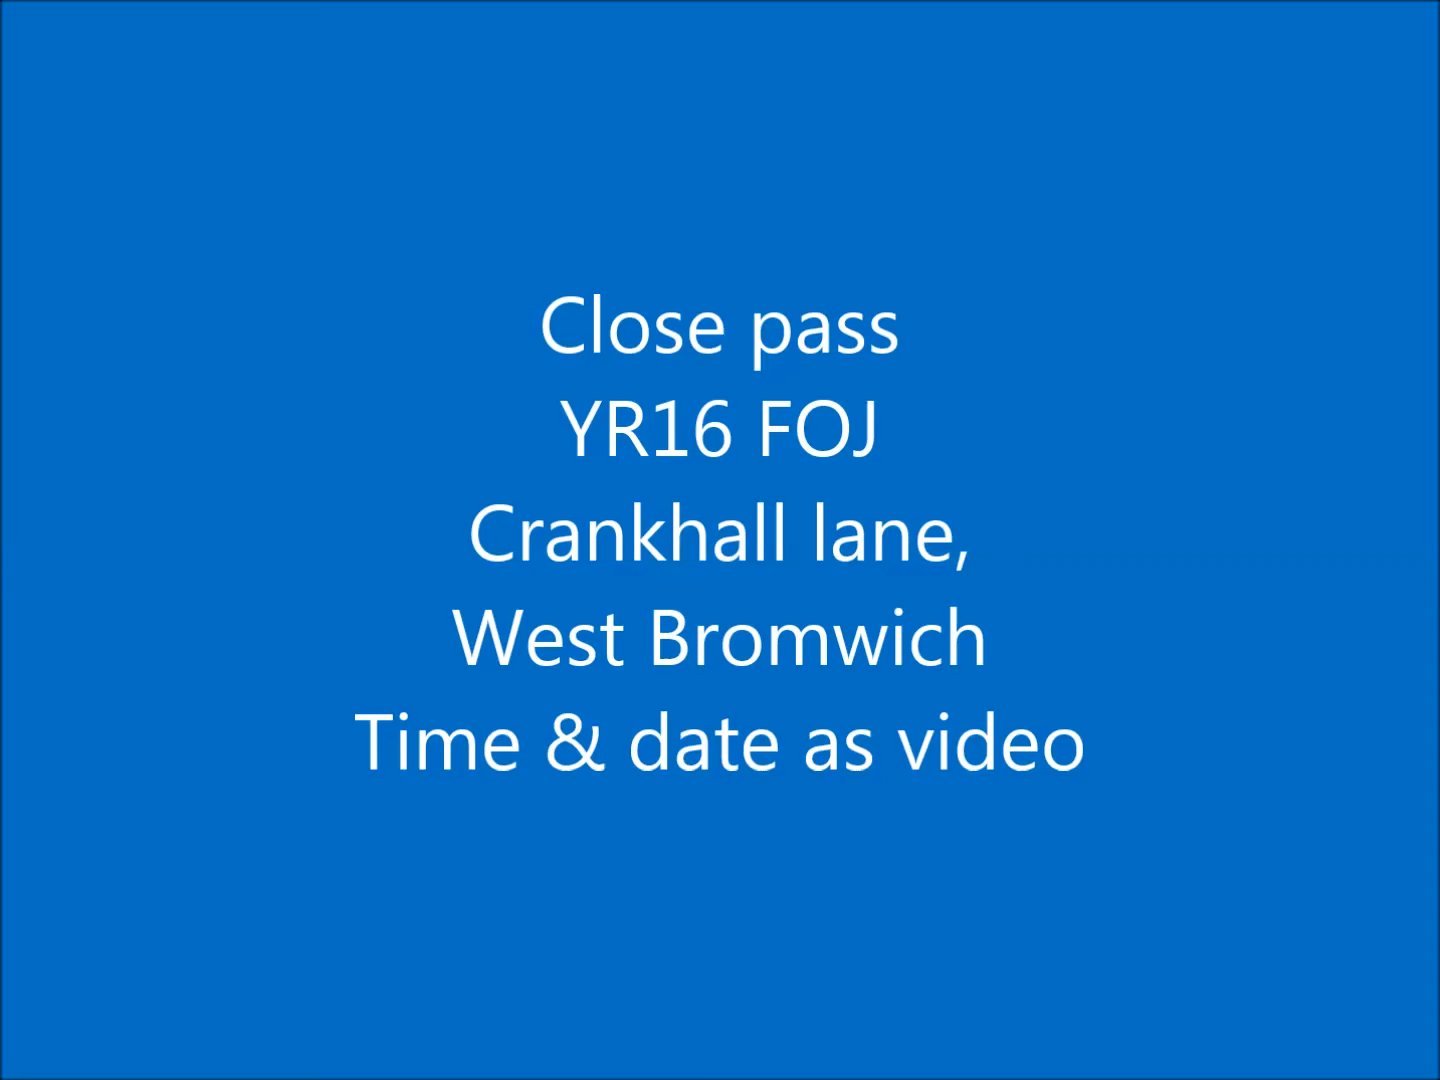 Close pass
YR16 FOJ
Crankhall lane,
West Bromwich
Time & date as video